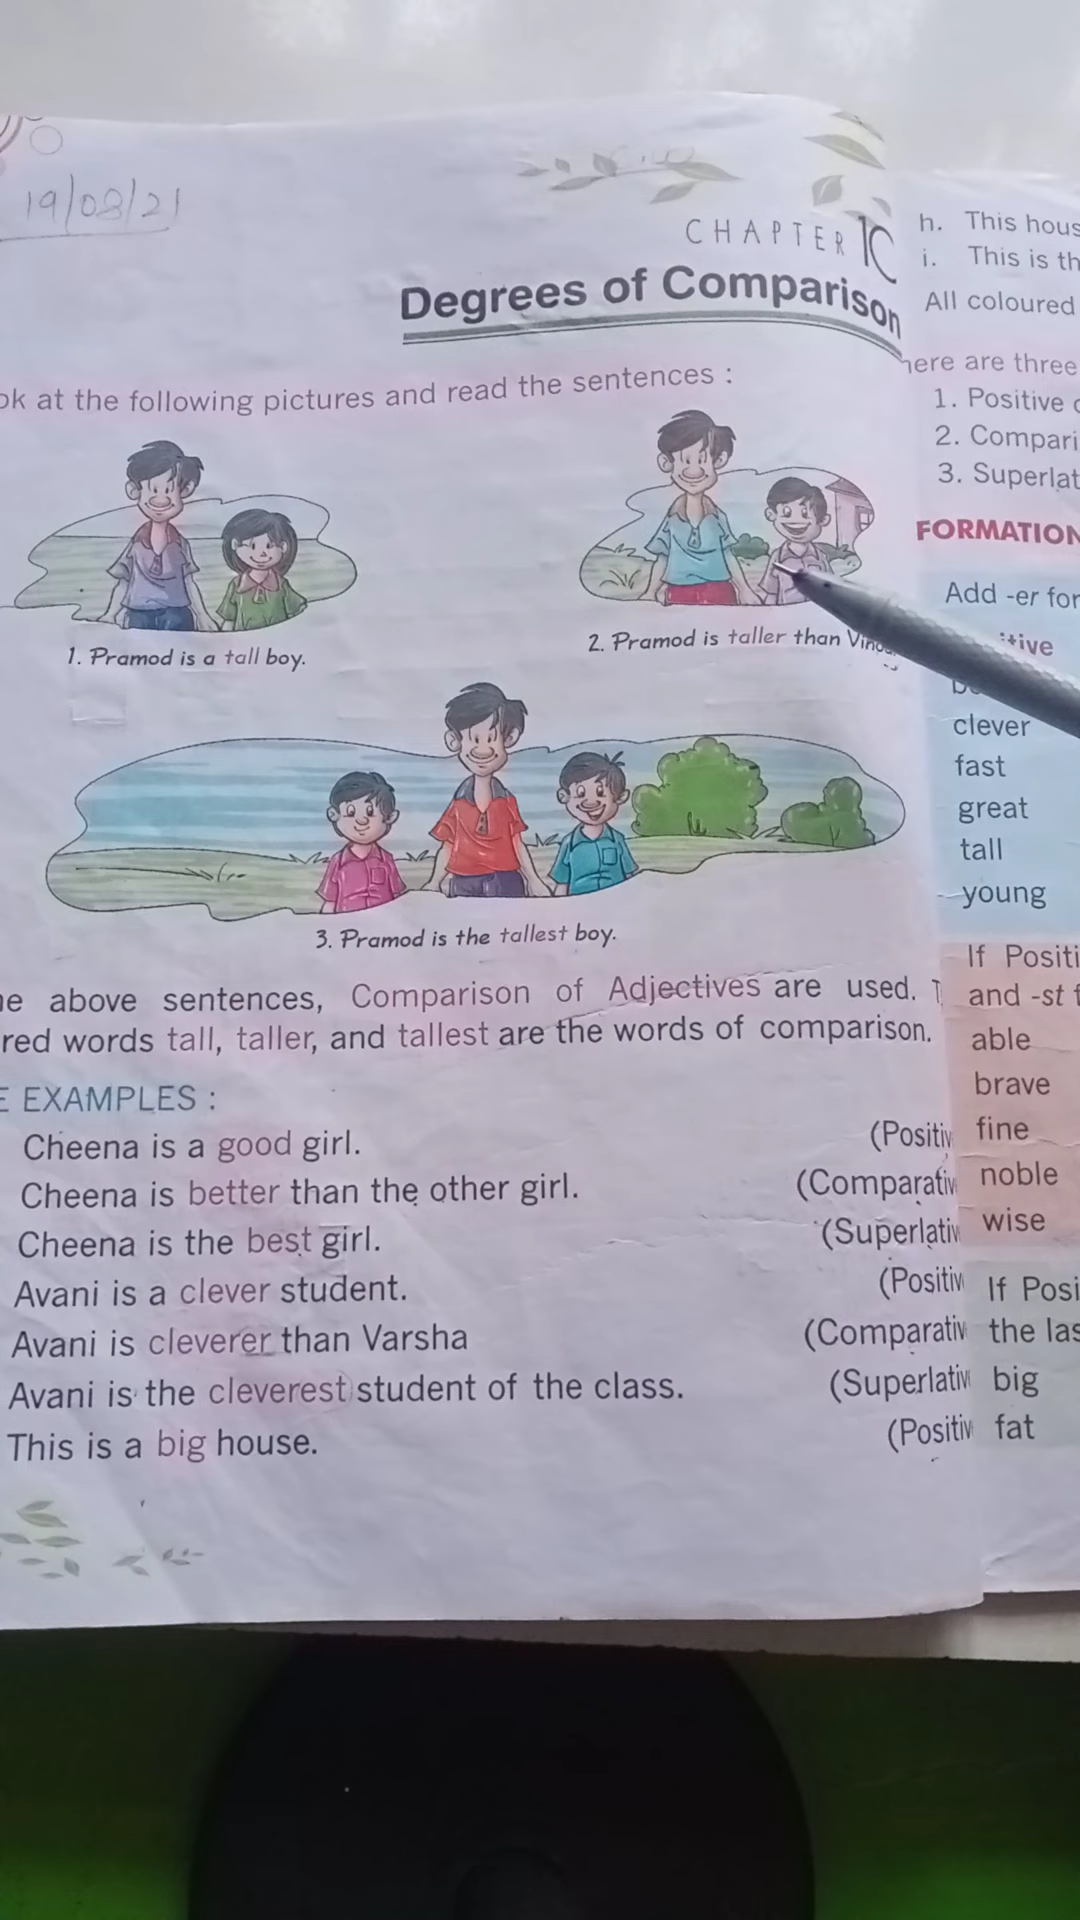 19/08/21
CHAPTER 10
Degrees of Comparison
at the following pictures and read the sentences :
1. Pramod is a tall boy.
2. Pramod is taller than
3. Pramod is the tallest boy.
above sentences, Comparison of Adjectives are used.
words tall, taller, and tallest are the words of comparison.
EXAMPLES :
Cheena is a good girl.
Cheena is better than the other girl.
Cheena is the best girl.
Avani is a clever student.
Avani is cleverer than Varsha
Avani is the cleverest student of the class.
This is a big house.
(Positiv
(Comparativ
(Superlativ
(Positiv
(Comparativ
(Superlativ
(Positiv
h. This hous
i. This is th
All coloured
here are three
1. Positive
2. Compari
3. Superlat
FORMATION
Add -er for
itive
clever
fast
great
tall
young
If Positi
and -st f
able
brave
fine
noble
wise
If Posi
the las
big
fat